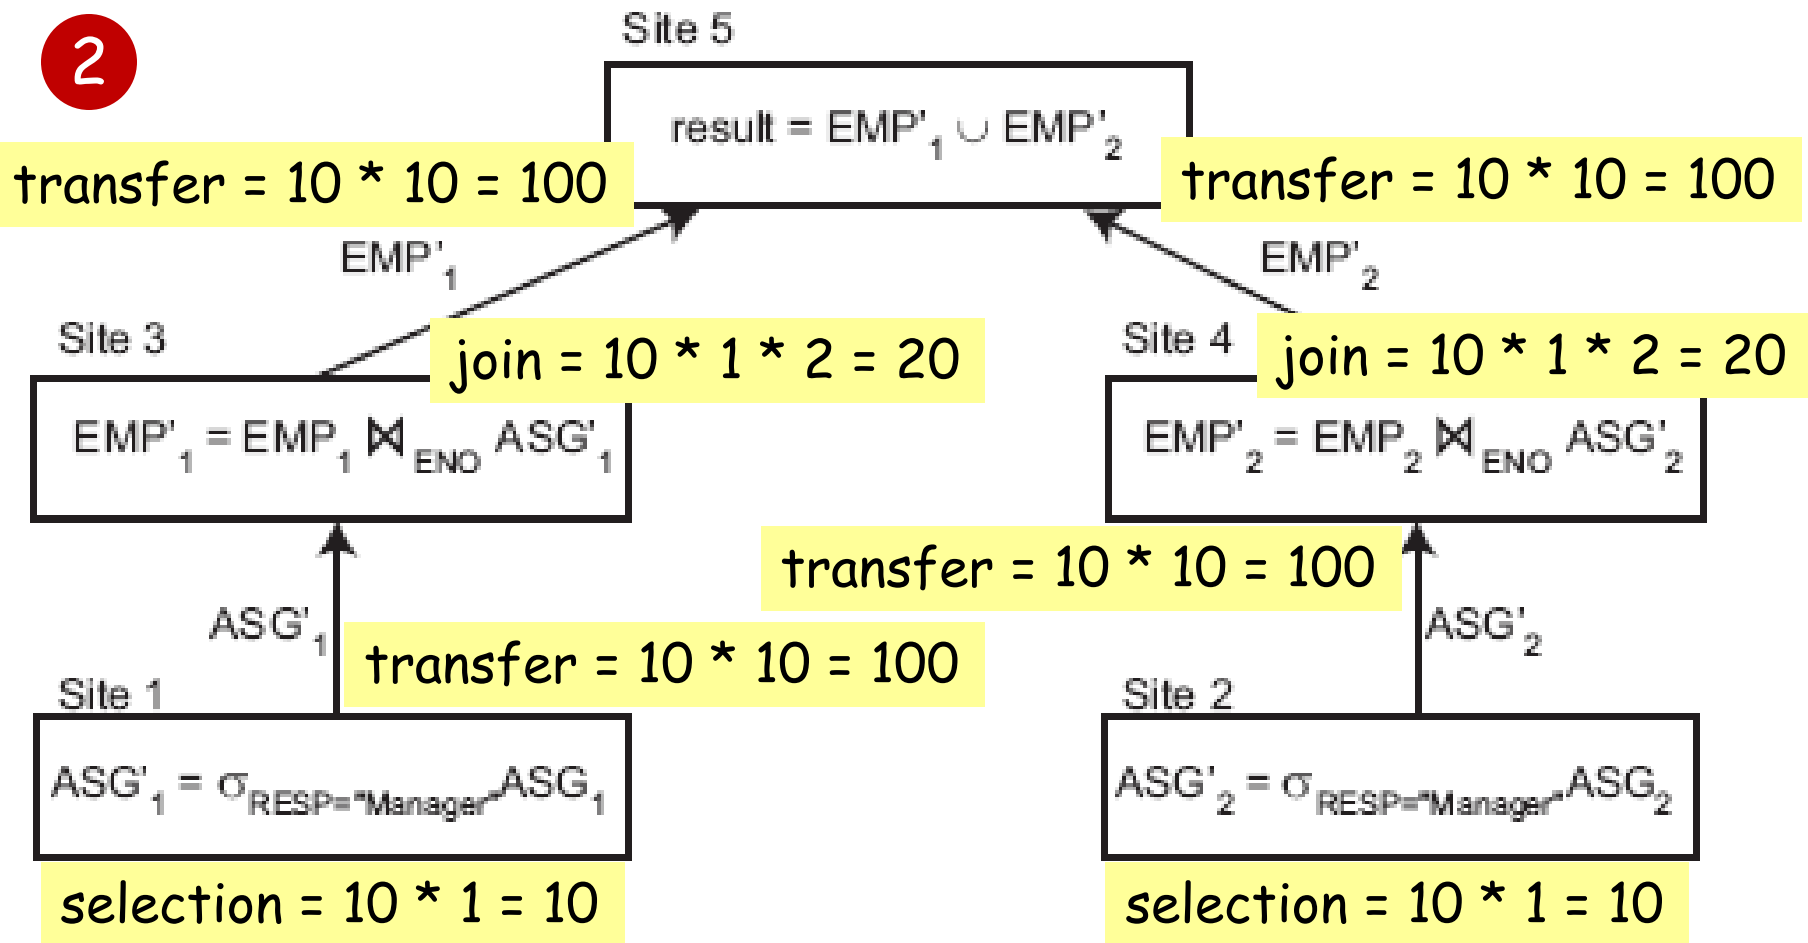 2
Site 5
result = EMP'₁ ∪ EMP'₂
transfer = 10 * 10 = 100
transfer = 10 * 10 = 100
EMP'₁
EMP'₂
Site 3
join = 10 * 1 * 2 = 20
Site 4
join = 10 * 1 * 2 = 20
EMP'₁ = EMP₁ ⋈ ENO ASG'₁
EMP'₂ = EMP₂ ⋈ ENO ASG'₂
transfer = 10 * 10 = 100
ASG'₁
ASG'₂
transfer = 10 * 10 = 100
Site 1
Site 2
ASG'₁ = σ RESP="Manager" ASG₁
ASG'₂ = σ RESP="Manager" ASG₂
selection = 10 * 1 = 10
selection = 10 * 1 = 10